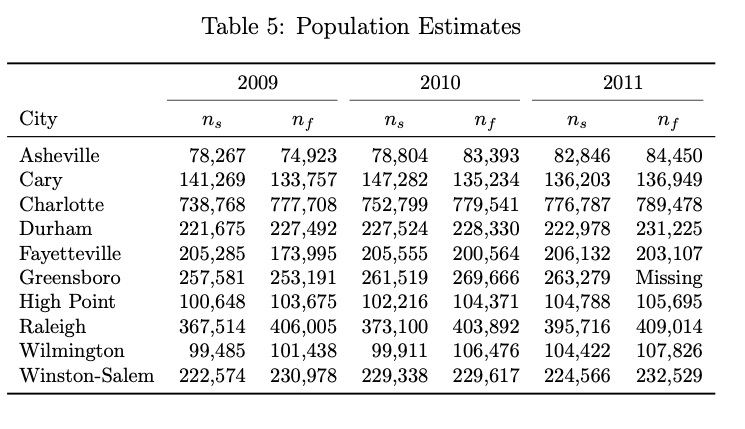 Table 5: Population Estimates
2009 2010 2011
City n_s n_f n_s n_f n_s n_f
Asheville 78,267 74,923 78,804 83,393 82,846 84,450
Cary 141,269 133,757 147,282 135,234 136,203 136,949
Charlotte 738,768 777,708 752,799 779,541 776,787 789,478
Durham 221,675 227,492 227,524 228,330 222,978 231,225
Fayetteville 205,285 173,995 205,555 200,564 206,132 203,107
Greensboro 257,581 253,191 261,519 269,666 263,279 Missing
High Point 100,648 103,675 102,216 104,371 104,788 105,695
Raleigh 367,514 406,005 373,100 403,892 395,716 409,014
Wilmington 99,485 101,438 99,911 106,476 104,422 107,826
Winston-Salem 222,574 230,978 229,338 229,617 224,566 232,529